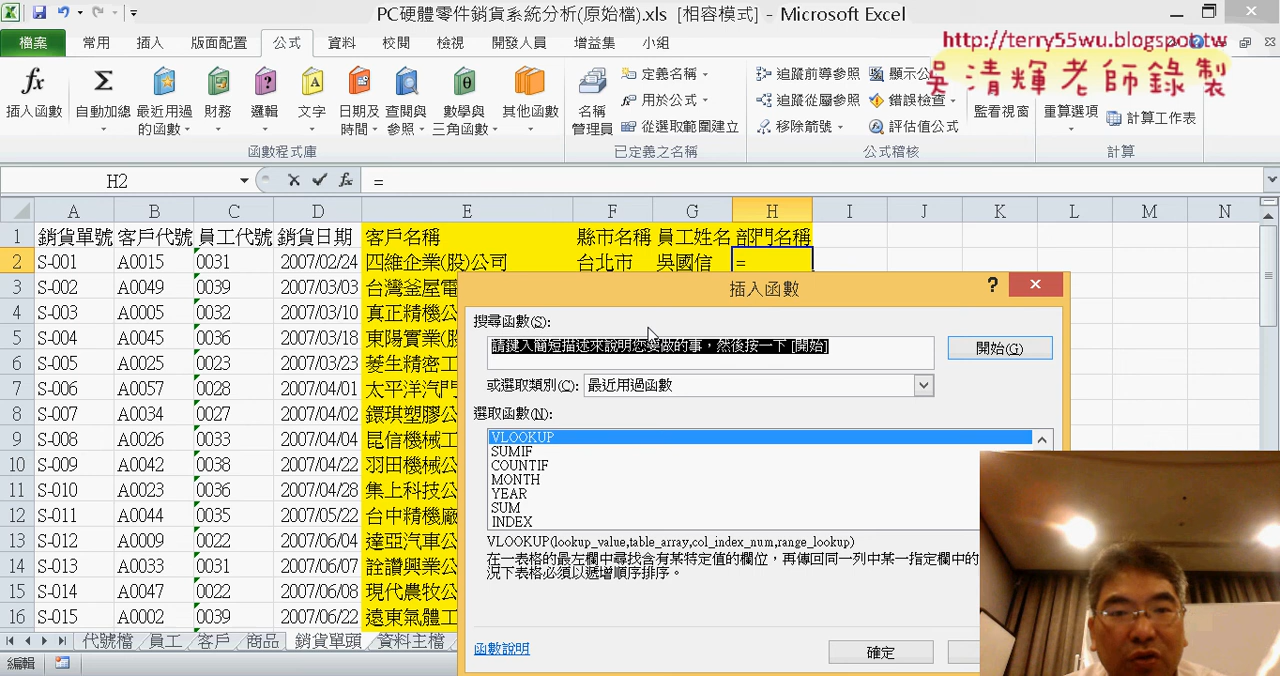 PC硬體零件銷貨系統分析(原始檔).xls [相容模式] - Microsoft Excel
檔案 常用 插入 版面配置 公式 資料 校閱 檢視 開發人員 增益集 小組
http://terry55wu.blogspot.tw
吳清輝老師錄製
插入函數 自動加總 最近用過的函數 財務 邏輯 文字 日期及時間 查閱與參照 數學與三角函數 其他函數 名稱管理員 定義名稱 用於公式 從選取範圍建立 追蹤前導參照 追蹤從屬參照 移除箭號 顯示公 錯誤檢查 評估值公式 監看視窗 重算選項 計算工作表
函數程式庫 已定義之名稱 公式稽核 計算
H2 fx =
A B C D E F G H I J K L M N
1 銷貨單號 客戶代號 員工代號 銷貨日期 客戶名稱 縣市名稱 員工姓名 部門名稱
2 S-001 A0015 0031 2007/02/24 四維企業(股)公司 台北市 吳國信 =
3 S-002 A0049 0039 2007/03/03 台灣釜屋電
4 S-004 A0005 0032 2007/03/10 真正精機公
5 S-004 A0045 0036 2007/03/18 東陽實業(股
6 S-005 A0025 0023 2007/03/23 菱生精密工
7 S-006 A0057 0028 2007/04/01 太平洋汽門
8 S-007 A0034 0027 2007/04/02 鐶琪塑膠公
9 S-008 A0026 0033 2007/04/21 昆信機械工
10 S-009 A0042 0038 2007/04/22 羽田機械公
11 S-010 A0023 0036 2007/04/28 集上科技公
12 S-011 A0044 0035 2007/05/22 台中精機廠
13 S-012 A0009 0022 2007/06/04 達亞汽車公
14 S-013 A0033 0031 2007/06/07 詮讚興業公
15 S-014 A0047 0022 2007/06/08 現代農牧公
16 S-015 A0002 0039 2007/06/22 遠東氣體工
插入函數
搜尋函數(S):
請鍵入簡短描述來說明您要做的事，然後按一下 [開始]
開始(G)
或選取類別(C): 最近用過函數
選取函數(N):
VLOOKUP
SUMIF
COUNTIF
MONTH
YEAR
SUM
INDEX
VLOOKUP(lookup_value,table_array,col_index_num,range_lookup)
在一表格的最左欄中尋找含有某特定值的欄位，再傳回同一列中某一指定欄中的
況下表格必須以遞增順序排序。
函數說明 確定
代號檔 員工 客戶 商品 銷貨單頭 資料主檔
編輯